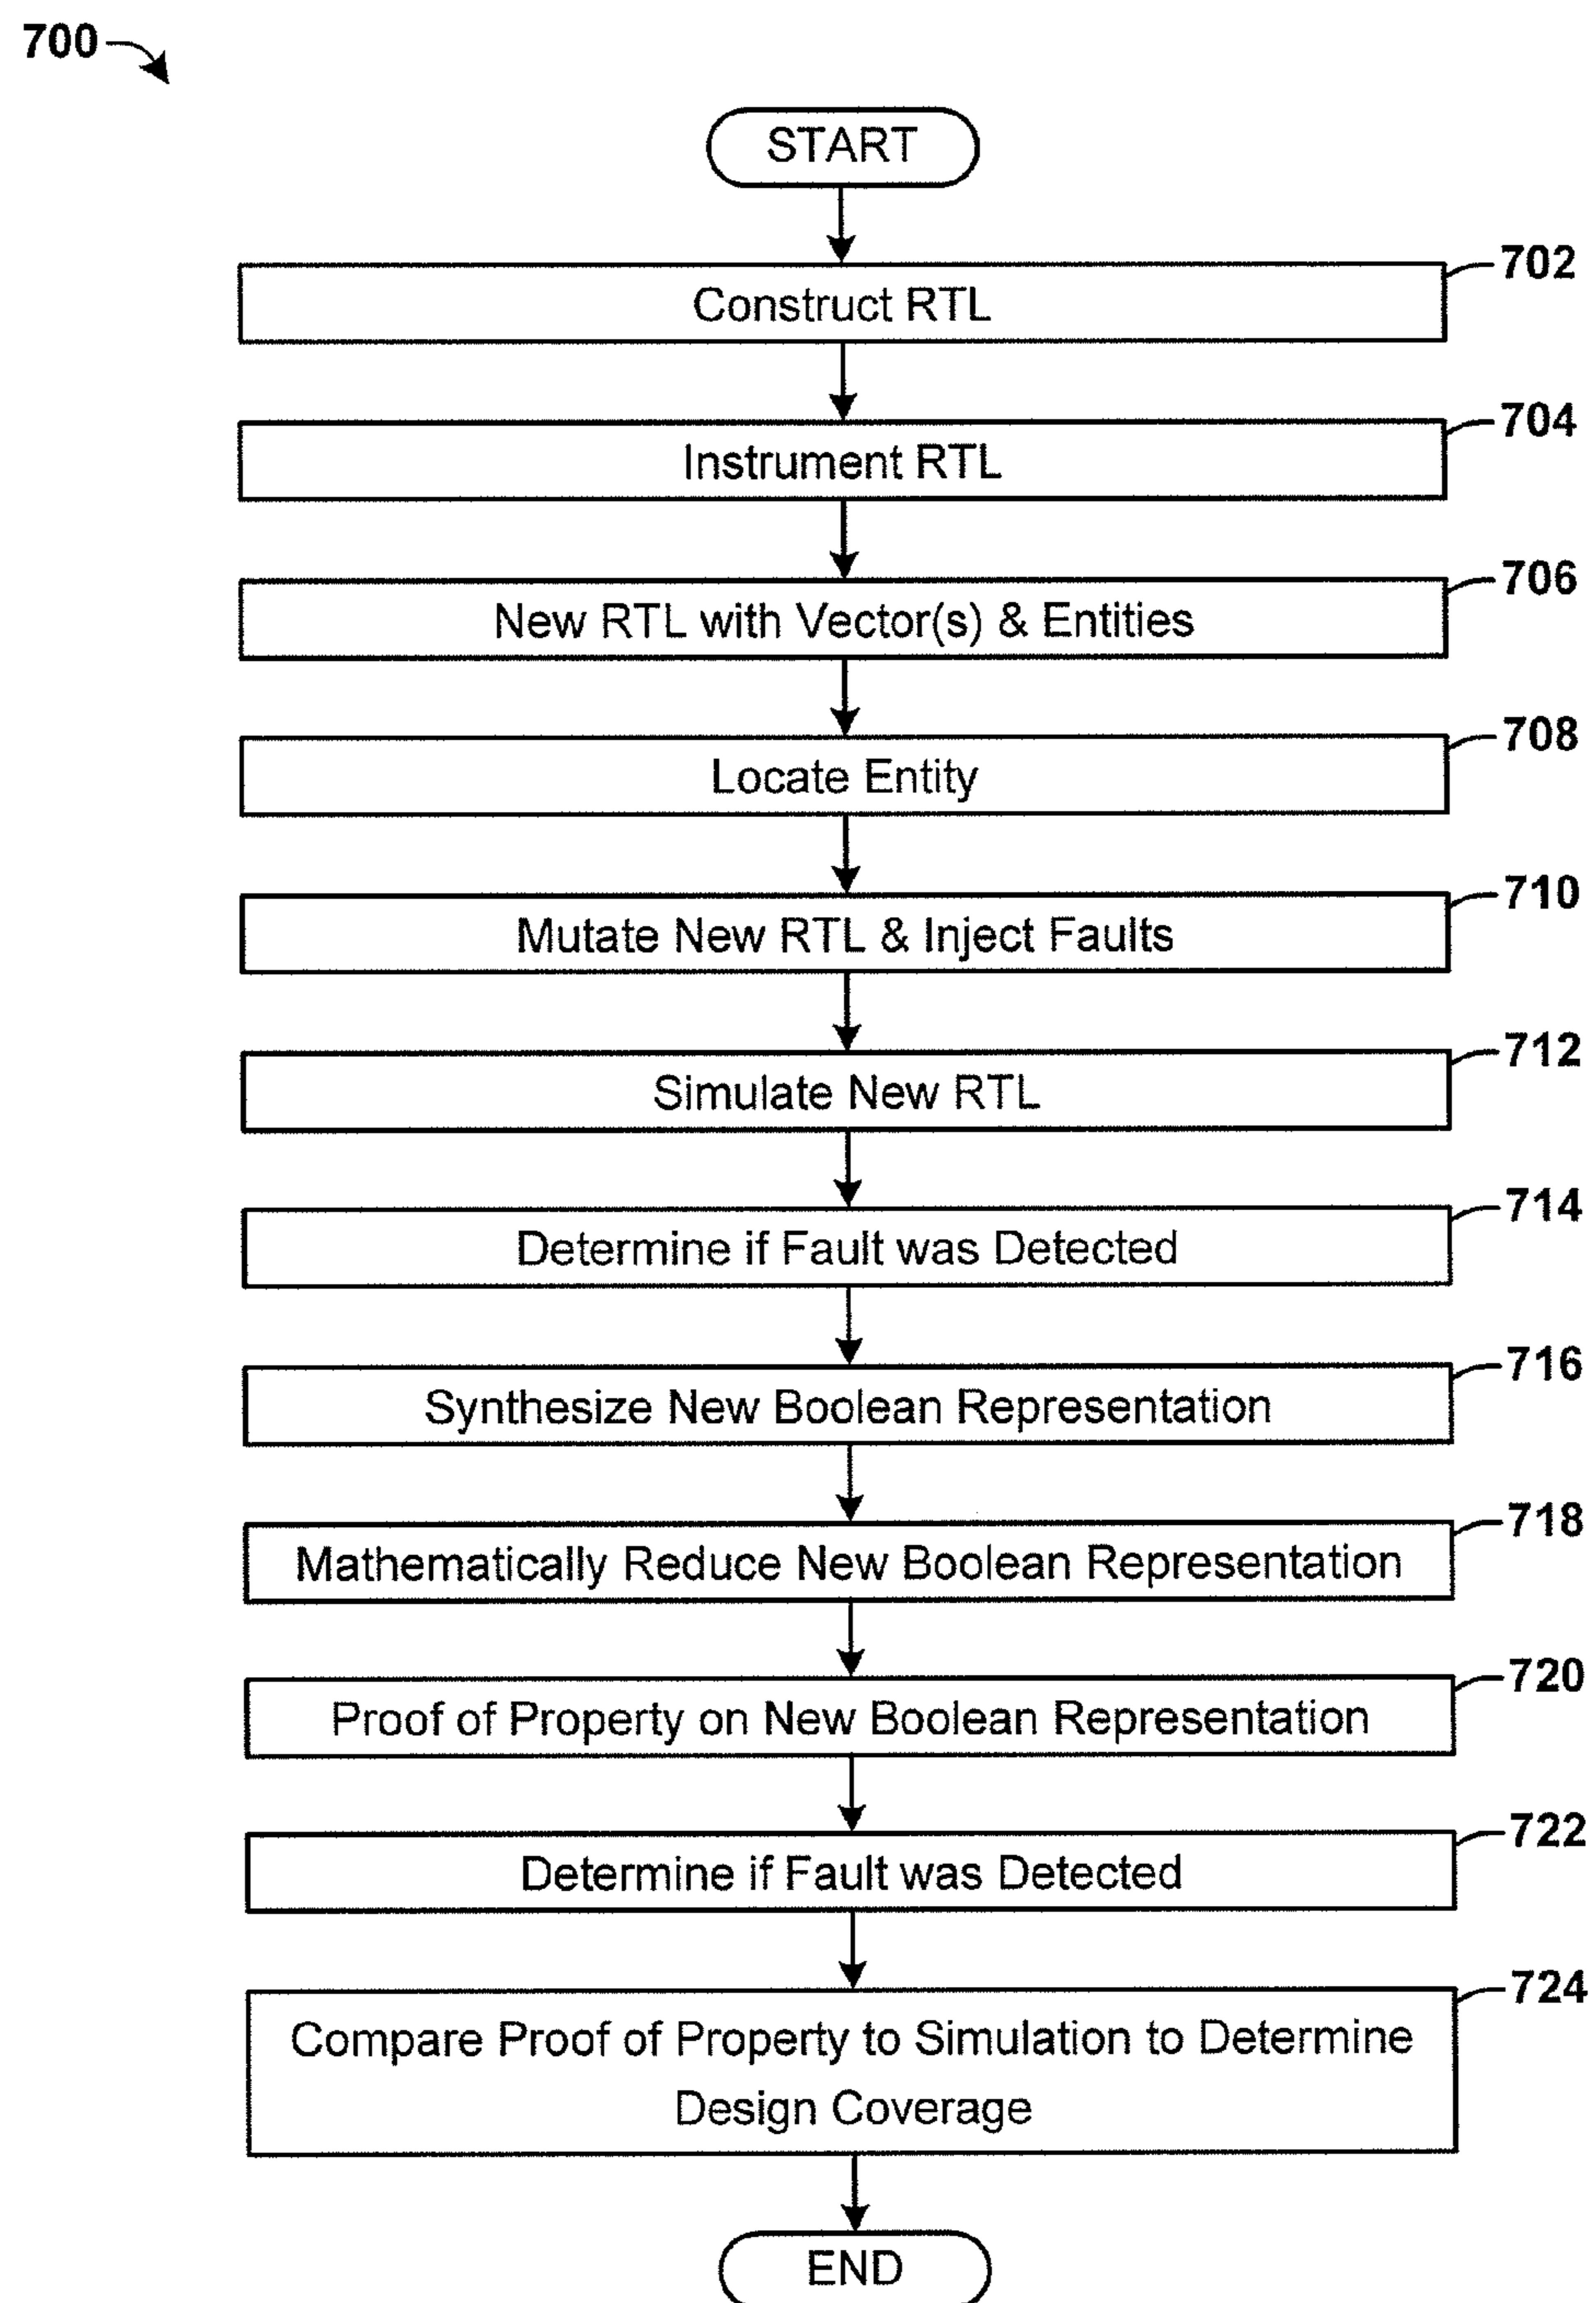 700
START
702
Construct RTL
704
Instrument RTL
706
New RTL with Vector(s) & Entities
708
Locate Entity
710
Mutate New RTL & Inject Faults
712
Simulate New RTL
714
Determine if Fault was Detected
716
Synthesize New Boolean Representation
718
Mathematically Reduce New Boolean Representation
720
Proof of Property on New Boolean Representation
722
Determine if Fault was Detected
724
Compare Proof of Property to Simulation to Determine
Design Coverage
END